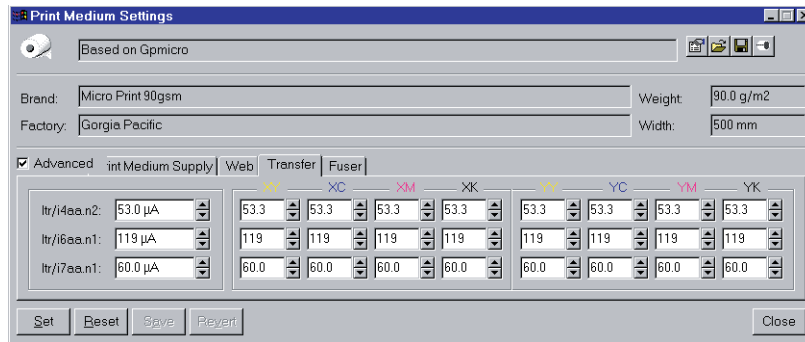 Print Medium Settings
Based on Gpmicro
Brand: Micro Print 90gsm Weight: 90.0 g/m2
Factory: Gorgia Pacific Width: 500 mm
Advanced int Medium Supply Web Transfer Fuser
XY XC XM XK YY YC YM YK
ltr/i4aa.n2: 53.0 µA 53.3 53.3 53.3 53.3 53.3 53.3 53.3 53.3
ltr/i6aa.n1: 119 µA 119 119 119 119 119 119 119 119
ltr/i7aa.n1: 60.0 µA 60.0 60.0 60.0 60.0 60.0 60.0 60.0 60.0
Set Reset Save Revert Close